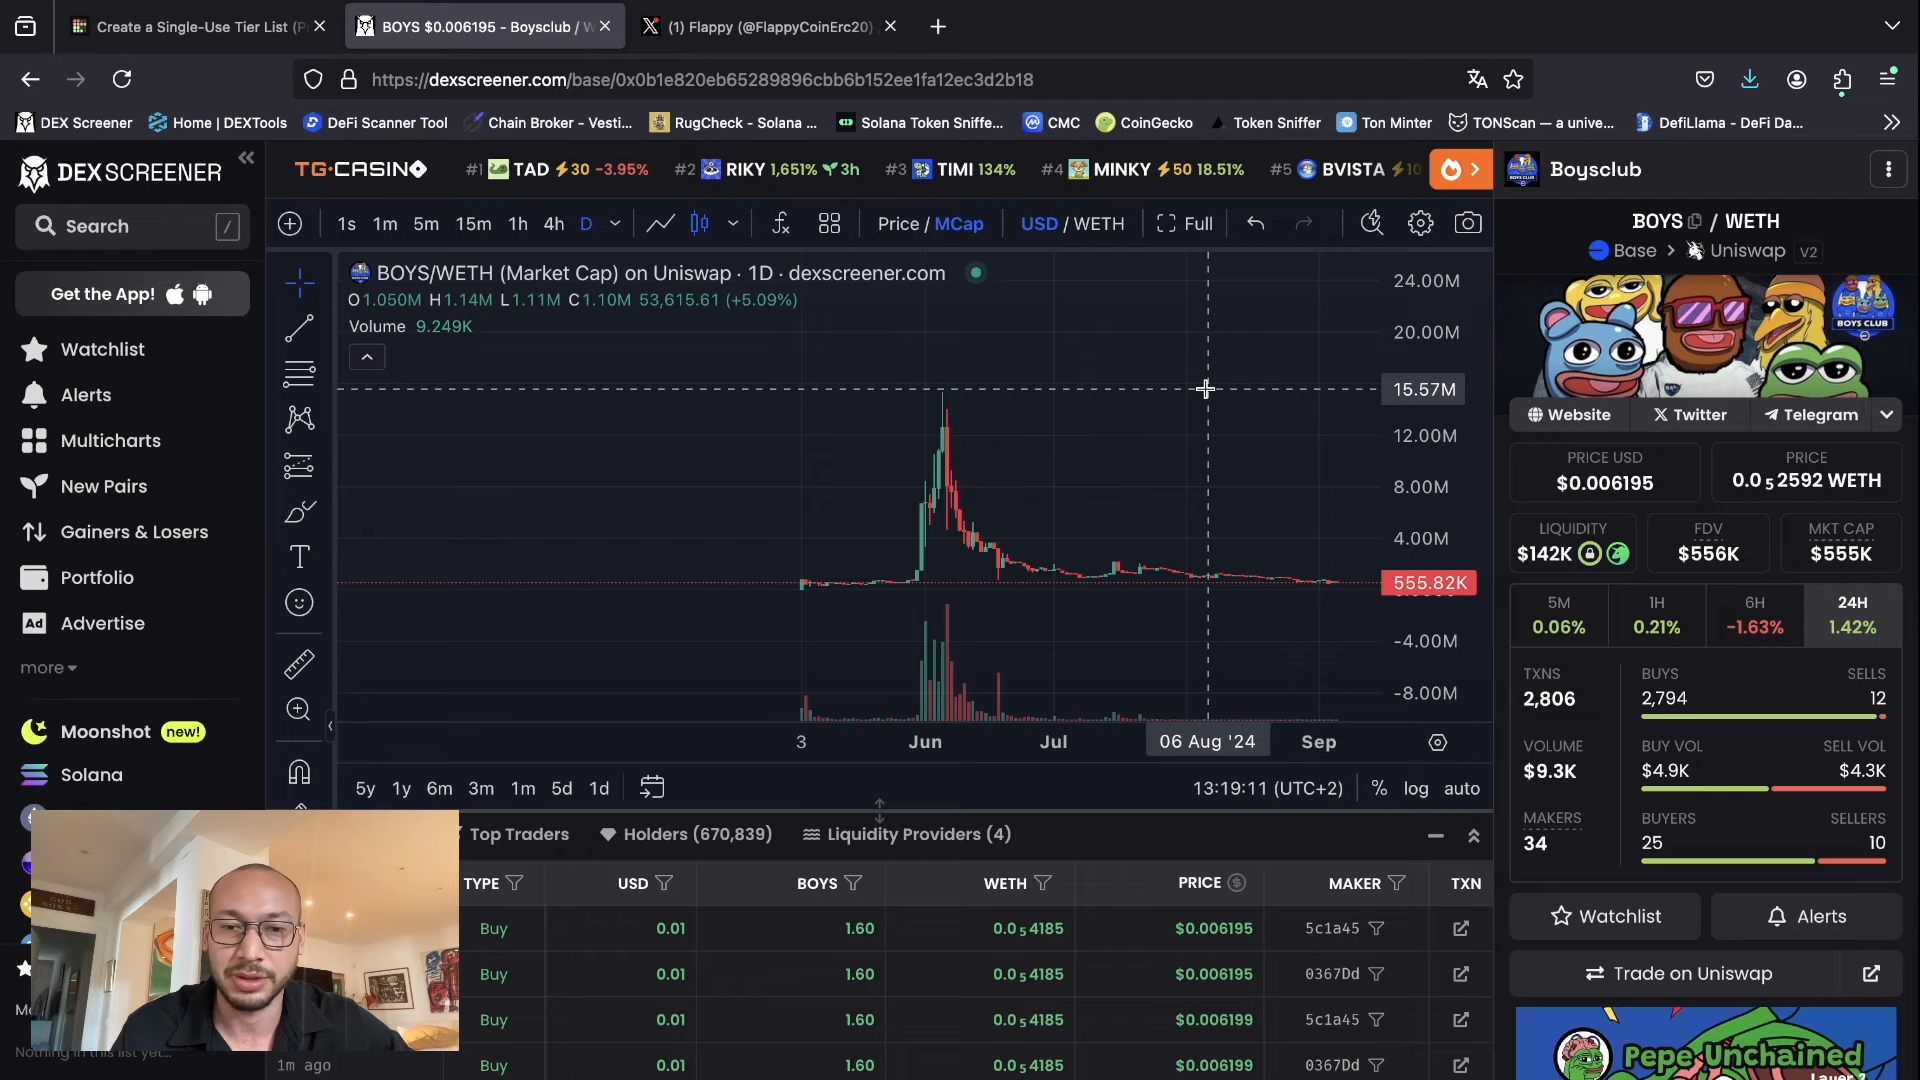 Create a Single-Use Tier List (P
BOYS $0.006195 - Boysclub / W
(1) Flappy (@FlappyCoinErc20)
https://dexscreener.com/base/0x0b1e820eb65289896cbb6b152ee1fa12ec3d2b18
DEX Screener
Home | DEXTools
DeFi Scanner Tool
Chain Broker - Vesti...
RugCheck - Solana ...
Solana Token Sniffe...
CMC
CoinGecko
Token Sniffer
Ton Minter
TONScan — a unive...
DefiLlama - DeFi Da...
DEX SCREENER
TG.CASINO
#1 TAD 30 -3.95%
#2 RIKY 1,651% 3h
#3 TIMI 134%
#4 MINKY 50 18.51%
#5 BVISTA 10
Boysclub
Search /
Get the App!
Watchlist
Alerts
Multicharts
New Pairs
Gainers & Losers
Portfolio
Ad Advertise
more
Moonshot new!
Solana
1s 1m 5m 15m 1h 4h D
Price / MCap
USD / WETH
Full
BOYS/WETH (Market Cap) on Uniswap · 1D · dexscreener.com
O1.050M H1.14M L1.11M C1.10M 53,615.61 (+5.09%)
Volume 9.249K
24.00M
20.00M
15.57M
12.00M
8.00M
4.00M
555.82K
-4.00M
-8.00M
3 Jun Jul 06 Aug '24 Sep
5y 1y 6m 3m 1m 5d 1d
13:19:11 (UTC+2) % log auto
Top Traders
Holders (670,839)
Liquidity Providers (4)
TYPE USD BOYS WETH PRICE MAKER TXN
Buy 0.01 1.60 0.0₅4185 $0.006195 5c1a45
Buy 0.01 1.60 0.0₅4185 $0.006195 0367Dd
Buy 0.01 1.60 0.0₅4185 $0.006199 5c1a45
1m ago Buy 0.01 1.60 0.0₅4185 $0.006199 0367Dd
Nothing in this list yet...
BOYS / WETH
Base > Uniswap V2
BOYS CLUB
Website
Twitter
Telegram
PRICE USD
$0.006195
PRICE
0.0₅2592 WETH
LIQUIDITY
$142K
FDV
$556K
MKT CAP
$555K
5M
0.06%
1H
0.21%
6H
-1.63%
24H
1.42%
TXNS
2,806
BUYS
2,794
SELLS
12
VOLUME
$9.3K
BUY VOL
$4.9K
SELL VOL
$4.3K
MAKERS
34
BUYERS
25
SELLERS
10
Watchlist
Alerts
Trade on Uniswap
Pepe Unchained
Layer 2